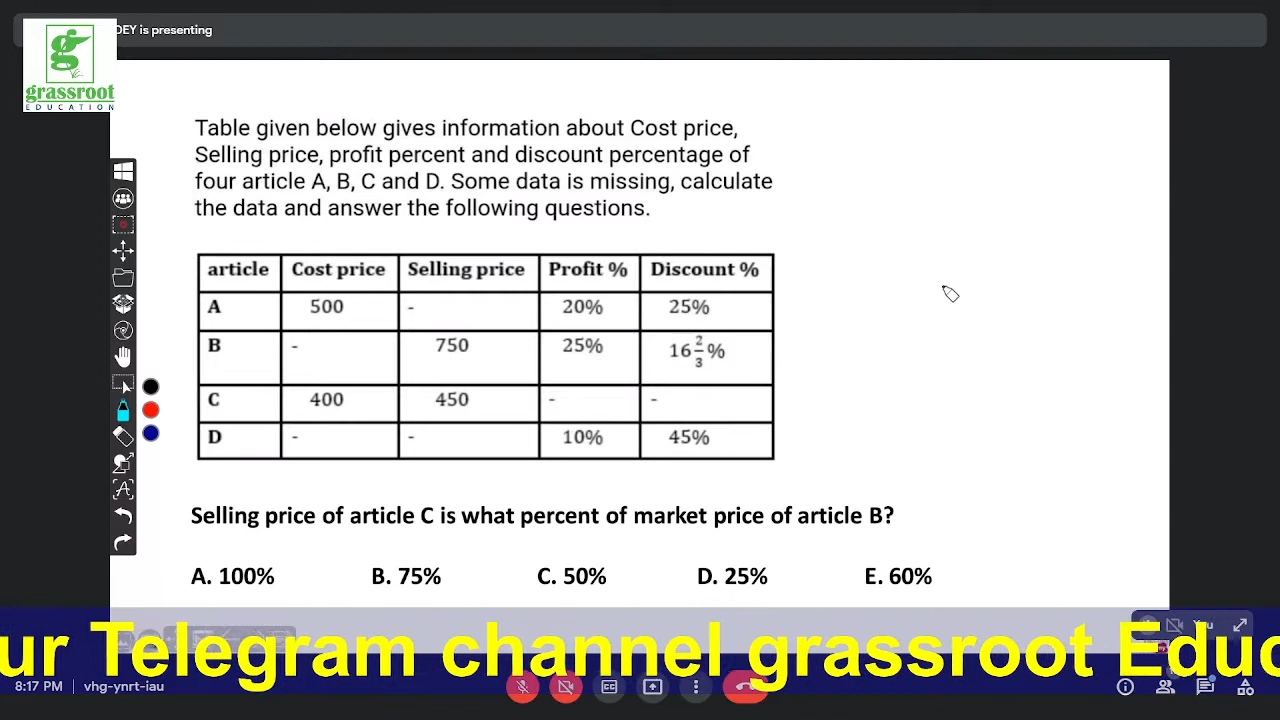 DEY is presenting
g
grassroot
EDUCATION
Table given below gives information about Cost price,
Selling price, profit percent and discount percentage of
four article A, B, C and D. Some data is missing, calculate
the data and answer the following questions.
article Cost price Selling price Profit % Discount %
A 500 - 20% 25%
B - 750 25% 16 2/3 %
C 400 450 - -
D - - 10% 45%
Selling price of article C is what percent of market price of article B?
A. 100% B. 75% C. 50% D. 25% E. 60%
You
ur Telegram channel grassroot Educ
8:17 PM vhg-ynrt-iau